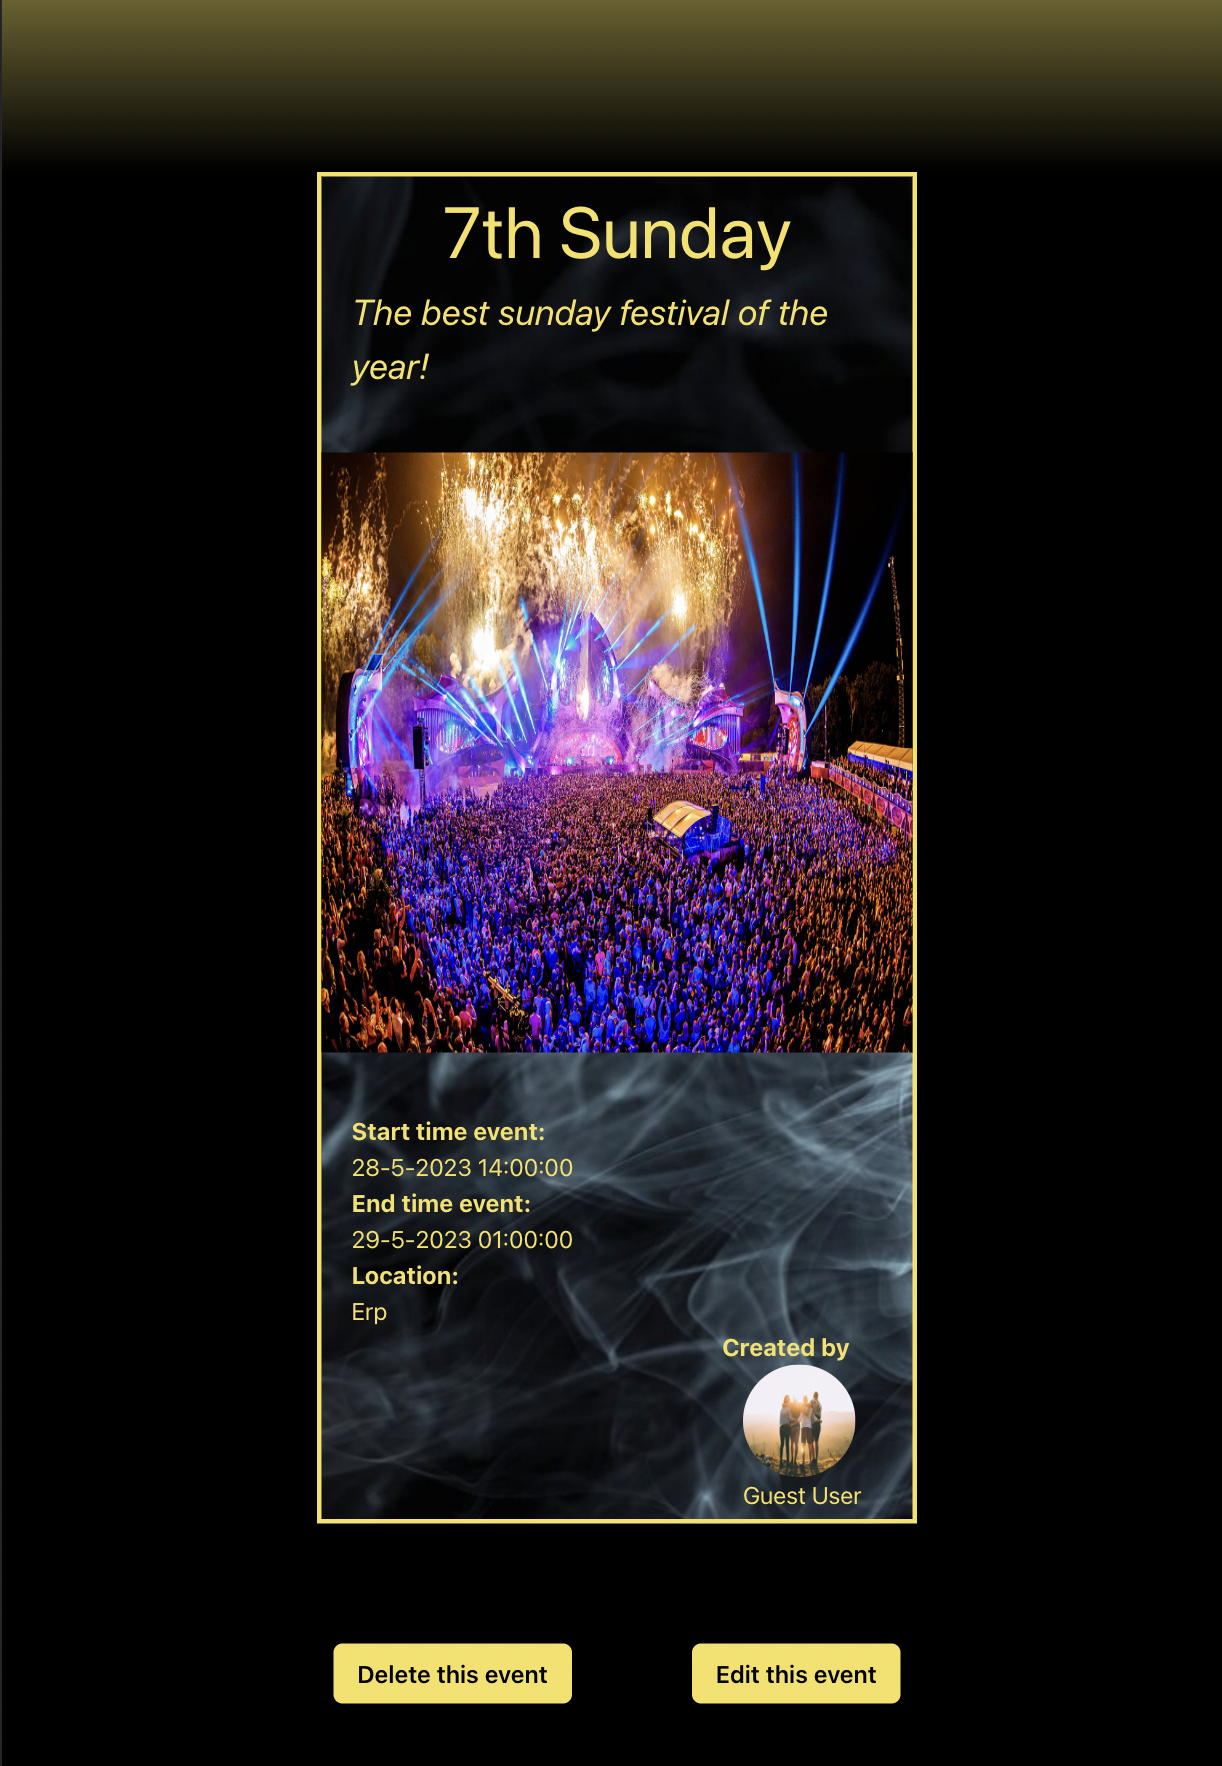 7th Sunday
The best sunday festival of the
year!
Start time event:
28-5-2023 14:00:00
End time event:
29-5-2023 01:00:00
Location:
Erp
Created by
Guest User
Delete this event
Edit this event